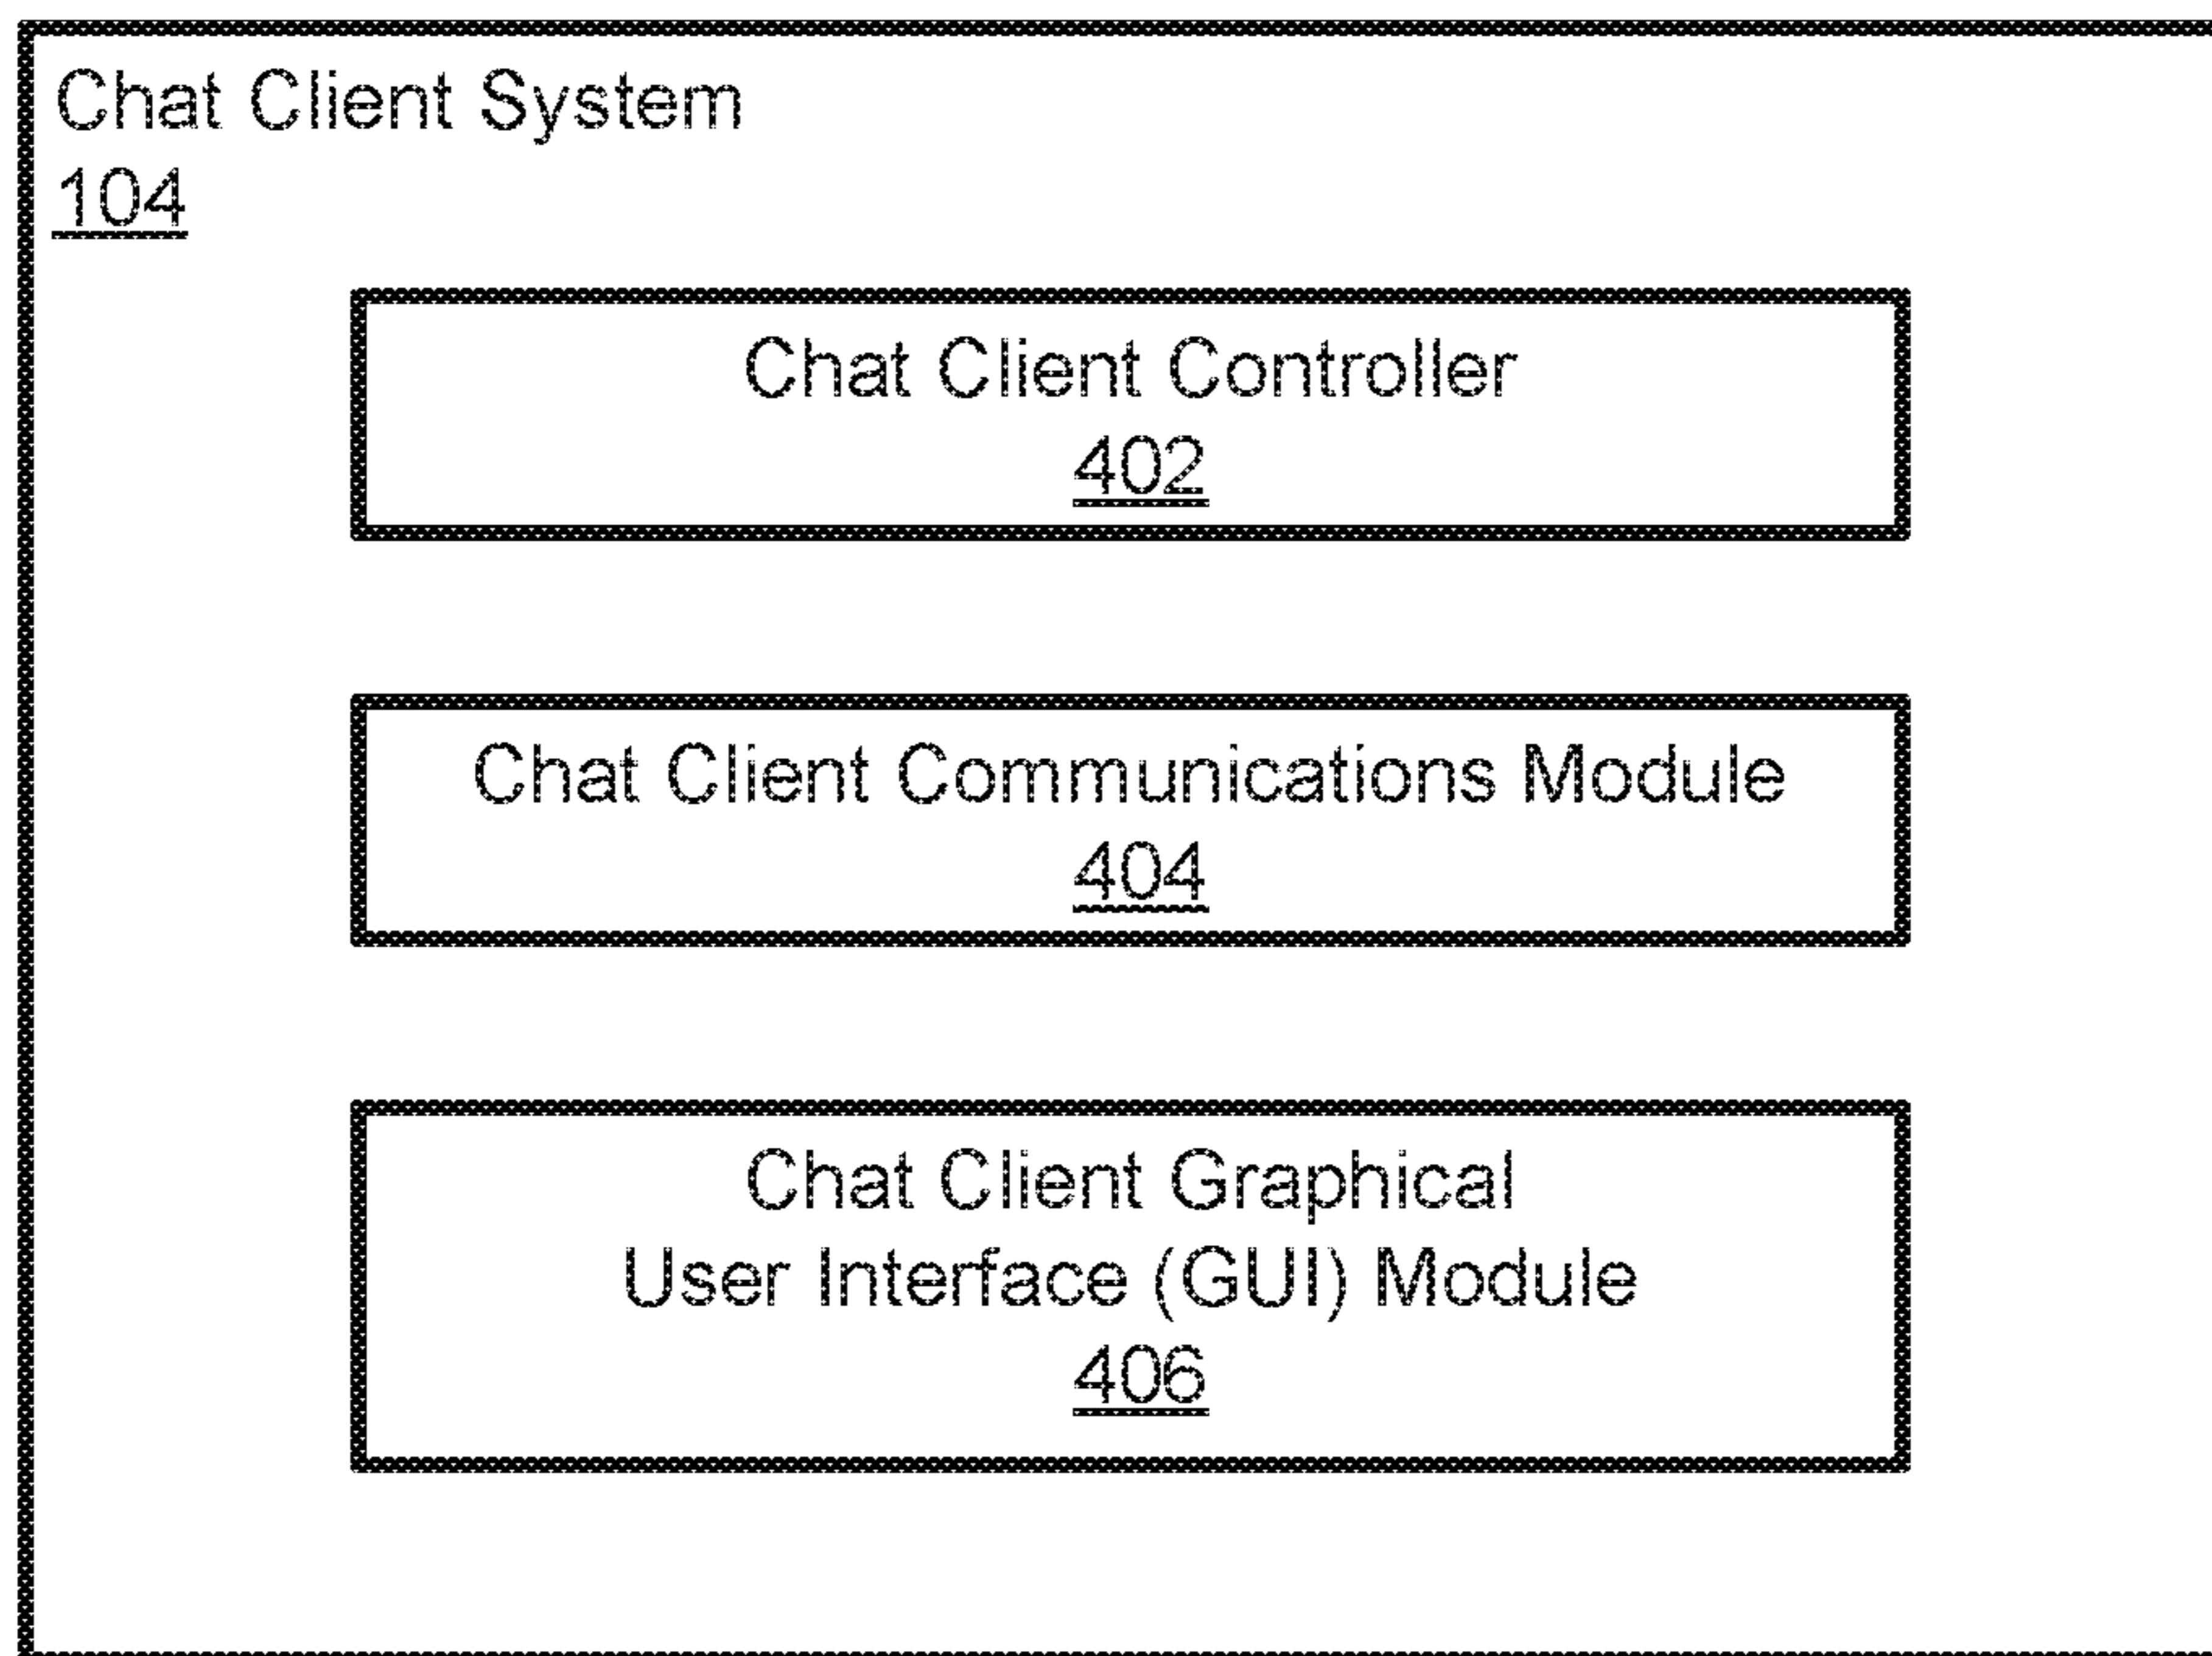 Chat Client System
104
Chat Client Controller
402
Chat Client Communications Module
404
Chat Client Graphical
User Interface (GUI) Module
406